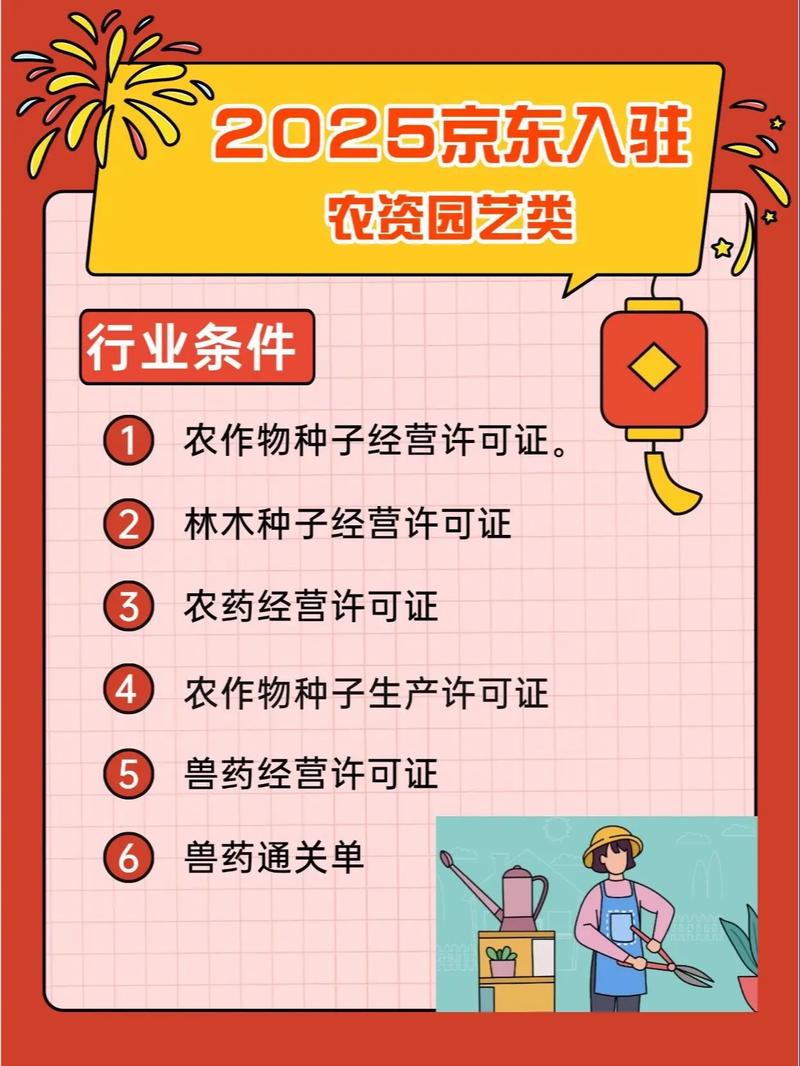 2025京东入驻
农资园艺类
行业条件
1 农作物种子经营许可证。
2 林木种子经营许可证
3 农药经营许可证
4 农作物种子生产许可证
5 兽药经营许可证
6 兽药通关单